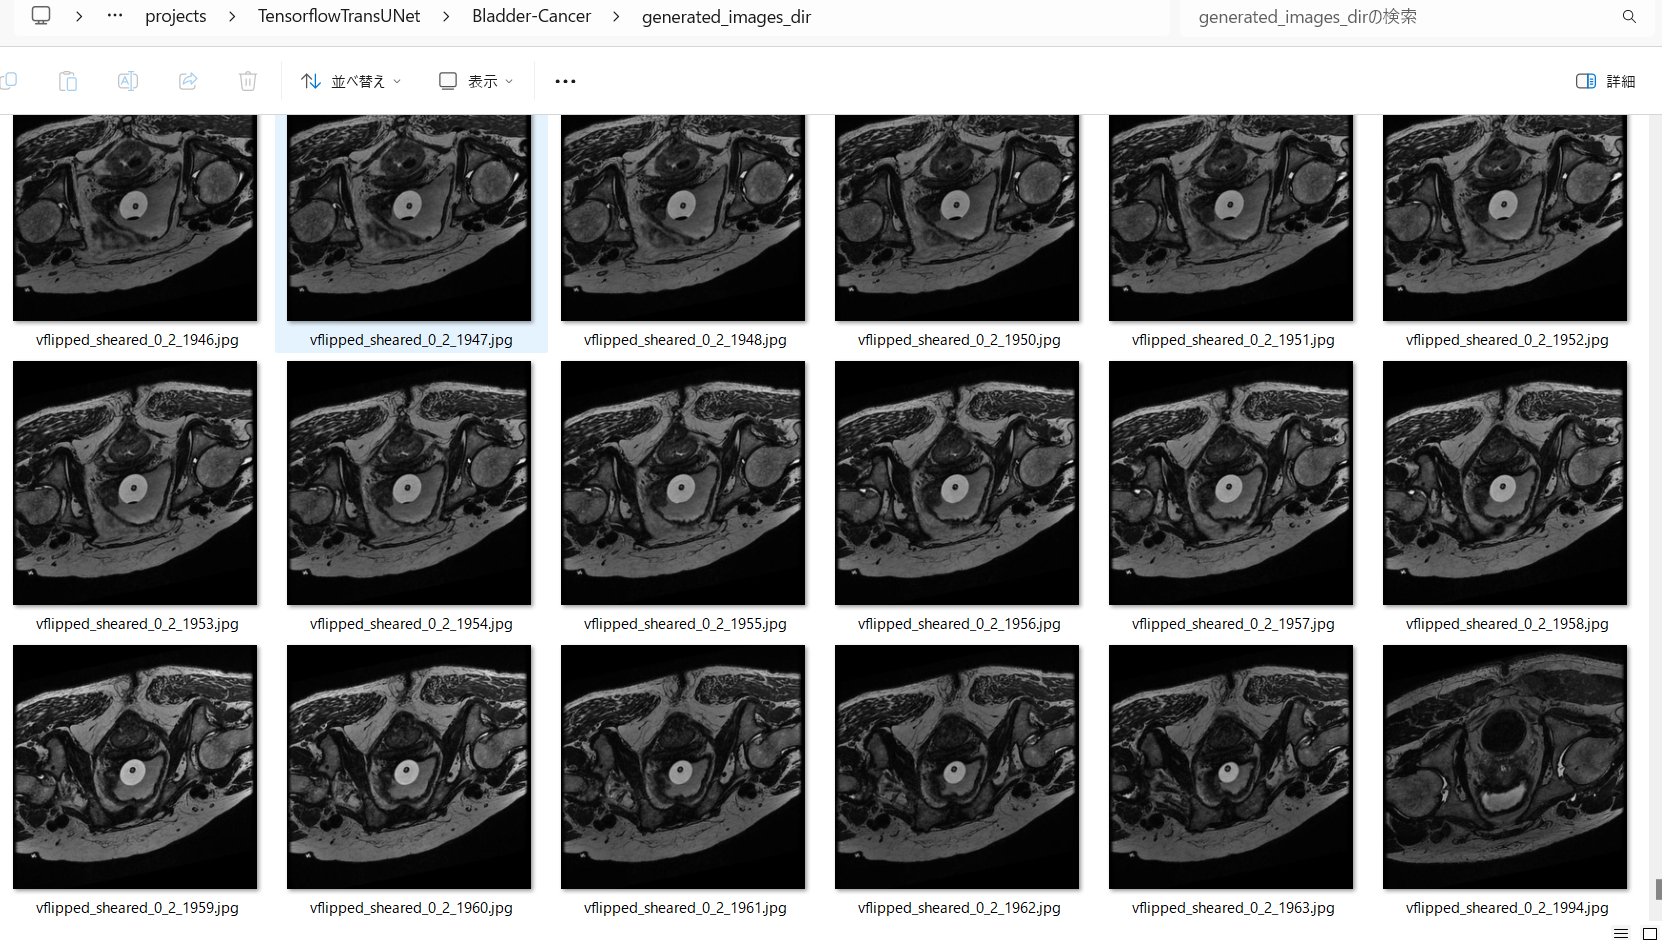 projects TensorflowTransUNet Bladder-Cancer generated_images_dir generated_images_dirの検索
並べ替え 表示 詳細
vflipped_sheared_0_2_1946.jpg vflipped_sheared_0_2_1947.jpg vflipped_sheared_0_2_1948.jpg vflipped_sheared_0_2_1950.jpg vflipped_sheared_0_2_1951.jpg vflipped_sheared_0_2_1952.jpg
vflipped_sheared_0_2_1953.jpg vflipped_sheared_0_2_1954.jpg vflipped_sheared_0_2_1955.jpg vflipped_sheared_0_2_1956.jpg vflipped_sheared_0_2_1957.jpg vflipped_sheared_0_2_1958.jpg
vflipped_sheared_0_2_1959.jpg vflipped_sheared_0_2_1960.jpg vflipped_sheared_0_2_1961.jpg vflipped_sheared_0_2_1962.jpg vflipped_sheared_0_2_1963.jpg vflipped_sheared_0_2_1994.jpg